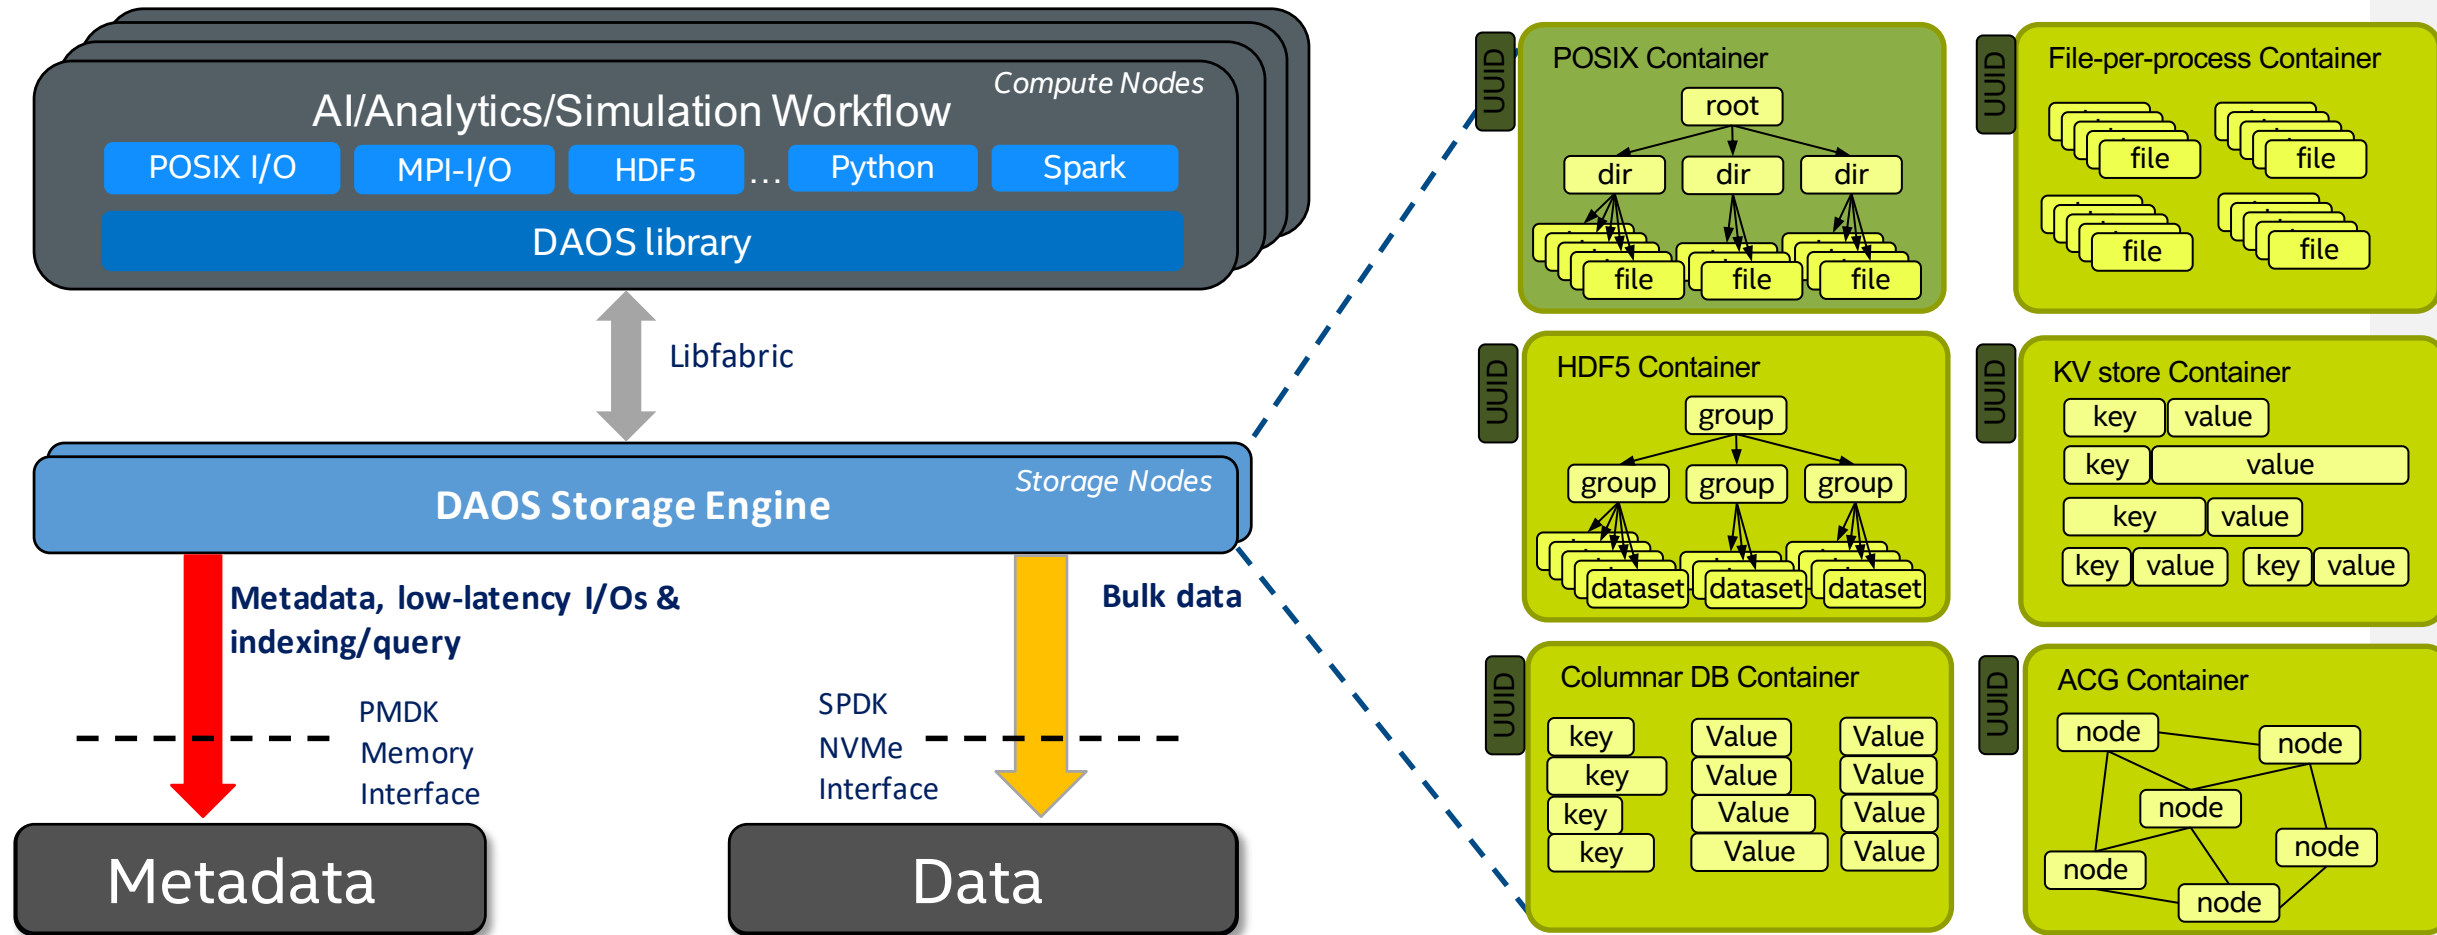 Compute Nodes
AI/Analytics/Simulation Workflow
POSIX I/O
MPI-I/O
HDF5
...
Python
Spark
DAOS library
Libfabric
Storage Nodes
DAOS Storage Engine
Metadata, low-latency I/Os &
indexing/query
Bulk data
PMDK
Memory
Interface
SPDK
NVMe
Interface
Metadata
Data
UUID
POSIX Container
root
dir
dir
dir
file
file
file
UUID
File-per-process Container
file
file
file
file
UUID
HDF5 Container
group
group
group
group
dataset
dataset
dataset
UUID
KV store Container
key
value
key
value
key
value
key
value
key
value
UUID
Columnar DB Container
key
Value
Value
key
Value
Value
key
Value
Value
key
Value
Value
UUID
ACG Container
node
node
node
node
node
node